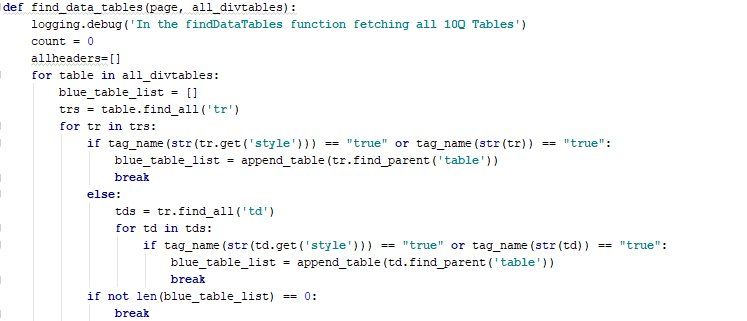 def find_data_tables(page, all_divtables):
    logging.debug('In the findDataTables function fetching all 10Q Tables')
    count = 0
    allheaders=[]
    for table in all_divtables:
        blue_table_list = []
        trs = table.find_all('tr')
        for tr in trs:
            if tag_name(str(tr.get('style'))) == "true" or tag_name(str(tr)) == "true":
                blue_table_list = append_table(tr.find_parent('table'))
                break
            else:
                tds = tr.find_all('td')
                for td in tds:
                    if tag_name(str(td.get('style'))) == "true" or tag_name(str(td)) == "true":
                        blue_table_list = append_table(td.find_parent('table'))
                        break
            if not len(blue_table_list) == 0:
                break